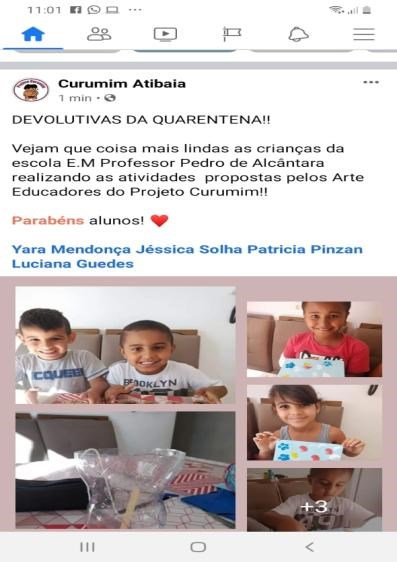 11:01
Curumim Atibaia
1 min
DEVOLUTIVAS DA QUARENTENA!!
Vejam que coisa mais lindas as crianças da
escola E.M Professor Pedro de Alcântara
realizando as atividades propostas pelos Arte
Educadores do Projeto Curumim!!
Parabéns alunos! ❤️
Yara Mendonça Jéssica Solha Patricia Pinzan
Luciana Guedes
BROOKLYN
+3